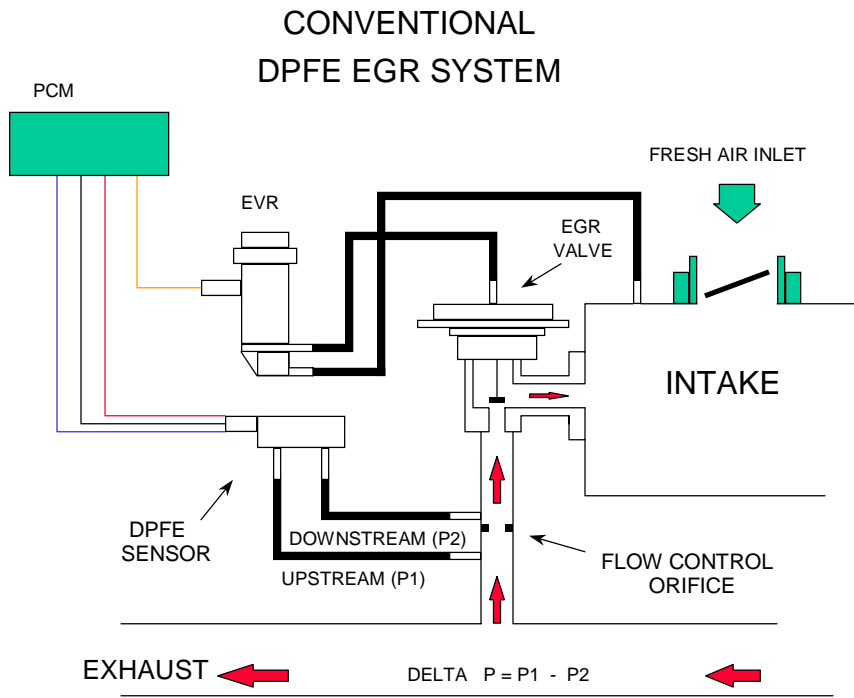 CONVENTIONAL
DPFE EGR SYSTEM
PCM
FRESH AIR INLET
EVR
EGR
VALVE
INTAKE
DPFE
SENSOR
DOWNSTREAM (P2)
UPSTREAM (P1)
FLOW CONTROL
ORIFICE
EXHAUST
DELTA P = P1 - P2